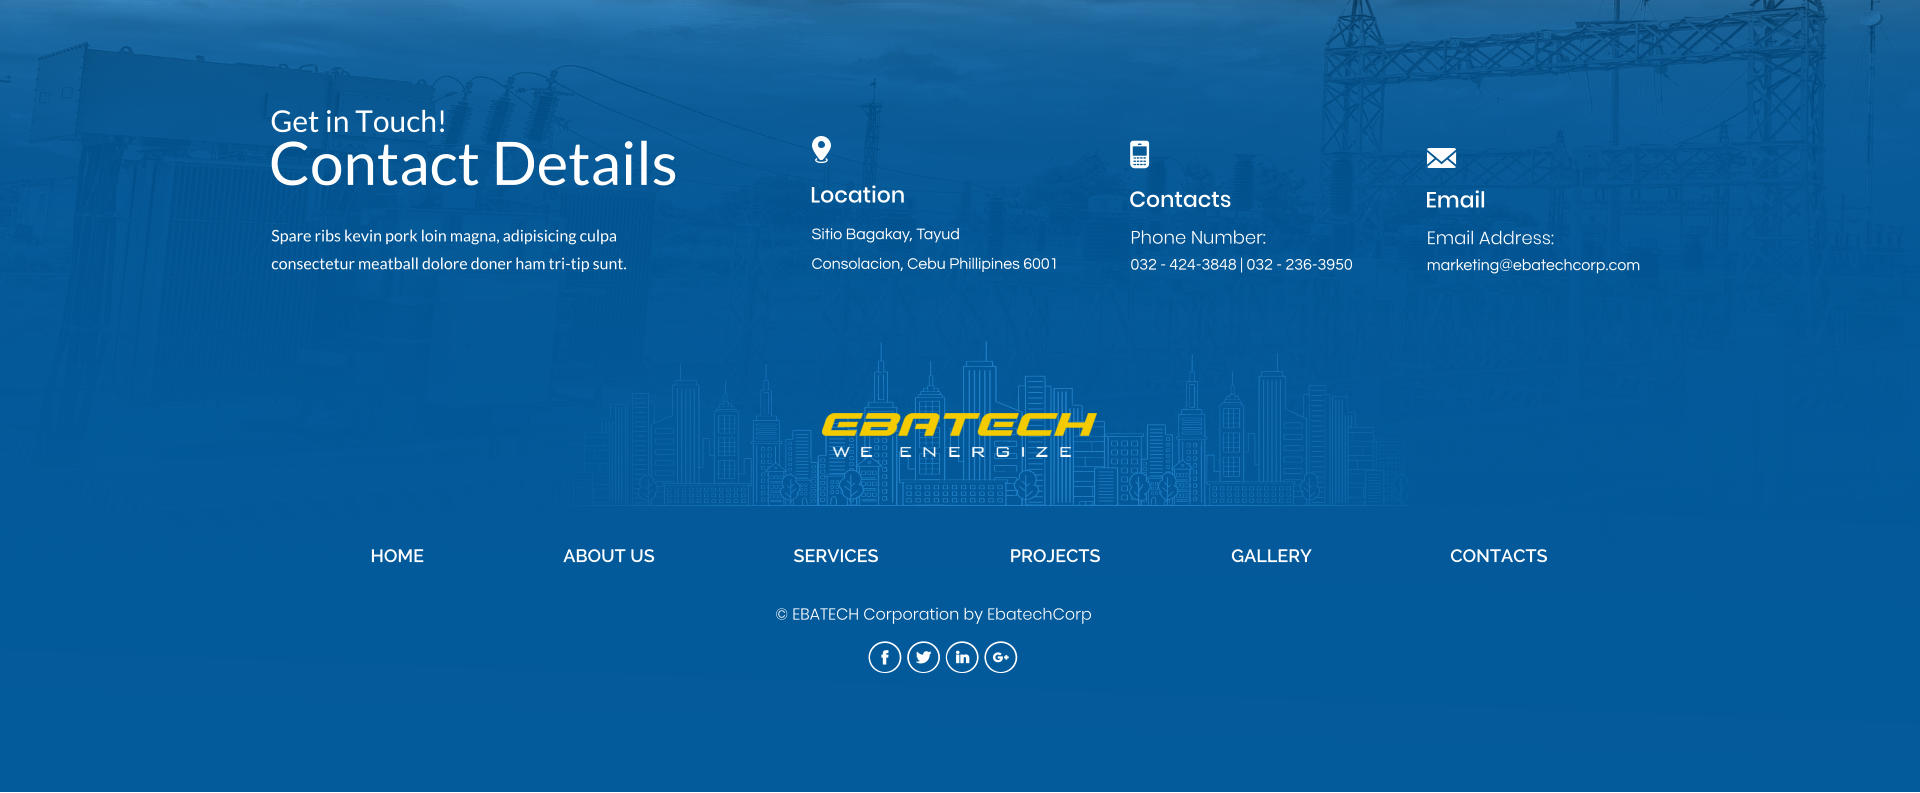 Get in Touch!
Contact Details
Spare ribs kevin pork loin magna, adipisicing culpa
consectetur meatball dolore doner ham tri-tip sunt.
Location
Sitio Bagakay, Tayud
Consolacion, Cebu Phillipines 6001
Contacts
Phone Number:
032 - 424-3848 | 032 - 236-3950
Email
Email Address:
marketing@ebatechcorp.com
EBATECH
WE ENERGIZE
HOME
ABOUT US
SERVICES
PROJECTS
GALLERY
CONTACTS
© EBATECH Corporation by EbatechCorp